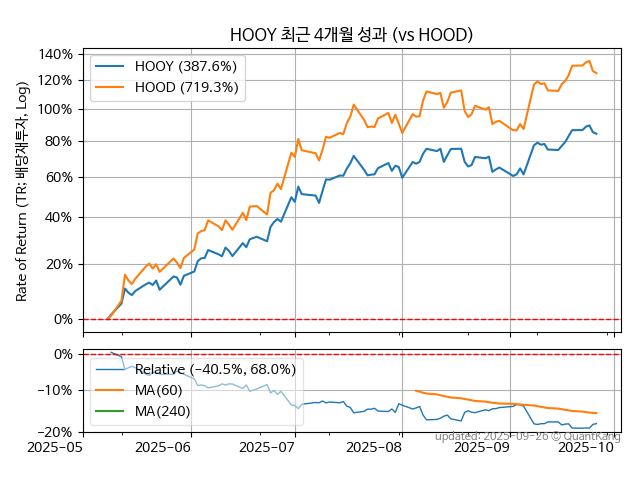 HOOY 최근 4개월 성과 (vs HOOD)
Rate of Return (TR: 배당재투자, Log)
140%
120%
100%
80%
60%
40%
20%
0%
HOOY (387.6%)
HOOD (719.3%)
0%
−10%
−20%
Relative (−40.5%, 68.0%)
MA(60)
MA(240)
updated: 2025-09-26 © QuantKang
2025-05
2025-06
2025-07
2025-08
2025-09
2025-10